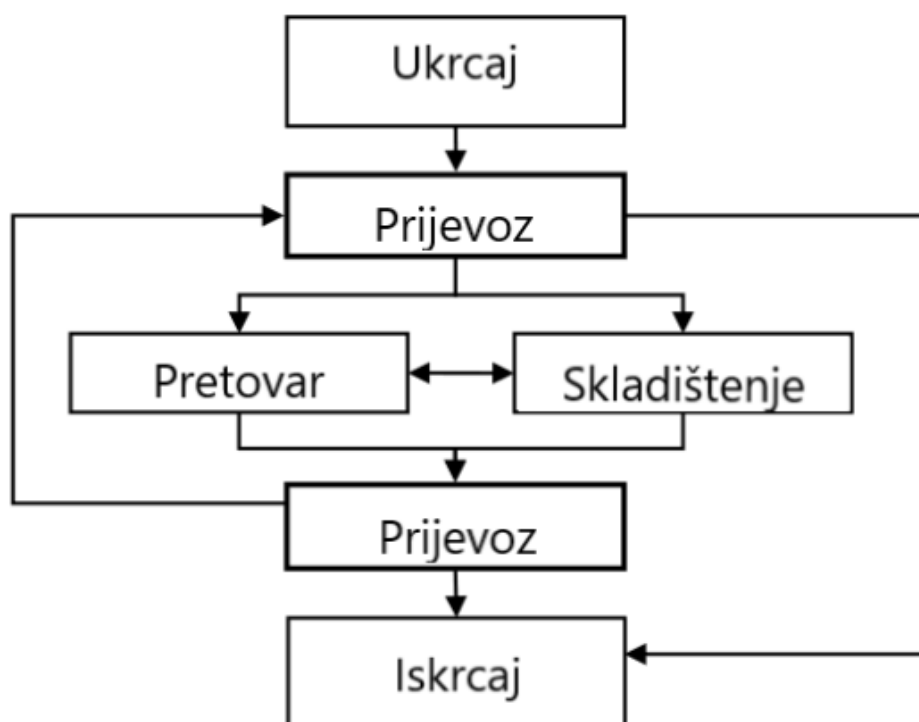 Ukrcaj
Prijevoz
Pretovar
Skladištenje
Prijevoz
Iskrcaj